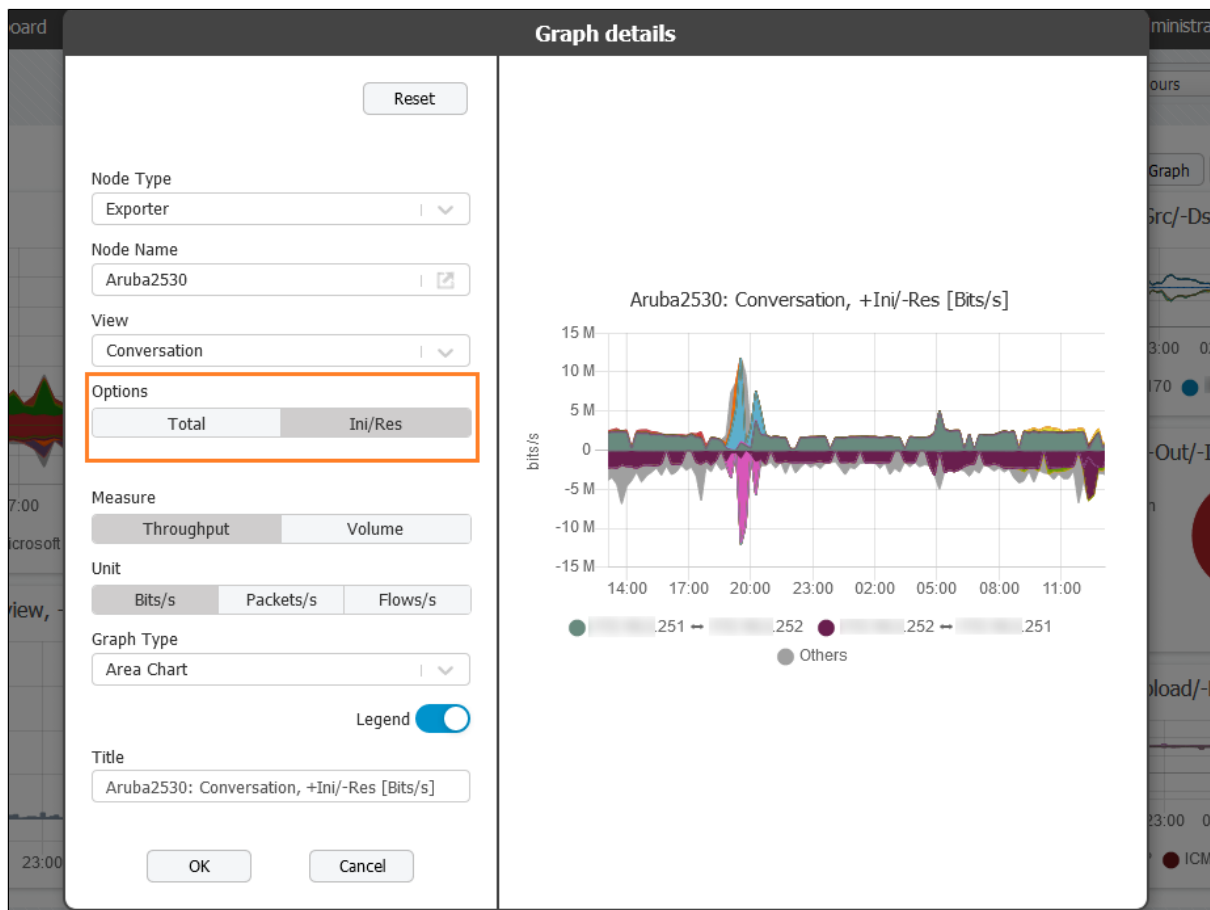 Graph details
Reset
Node Type
Exporter
Node Name
Aruba2530
View
Conversation
Options
Total Ini/Res
Measure
Throughput Volume
Unit
Bits/s Packets/s Flows/s
Graph Type
Area Chart
Legend
Title
Aruba2530: Conversation, +Ini/-Res [Bits/s]
OK Cancel
Aruba2530: Conversation, +Ini/-Res [Bits/s]
15 M
10 M
5 M
0
-5 M
-10 M
-15 M
bits/s
14:00 17:00 20:00 23:00 02:00 05:00 08:00 11:00
.251 ↔ .252 .252 ↔ .251
Others
oard
7:00
icrosoft
iew, -
23:00
ministra
ours
Graph
Src/-Ds
3:00 0
170
-Out/-I
n
load/-
23:00 0
ICM